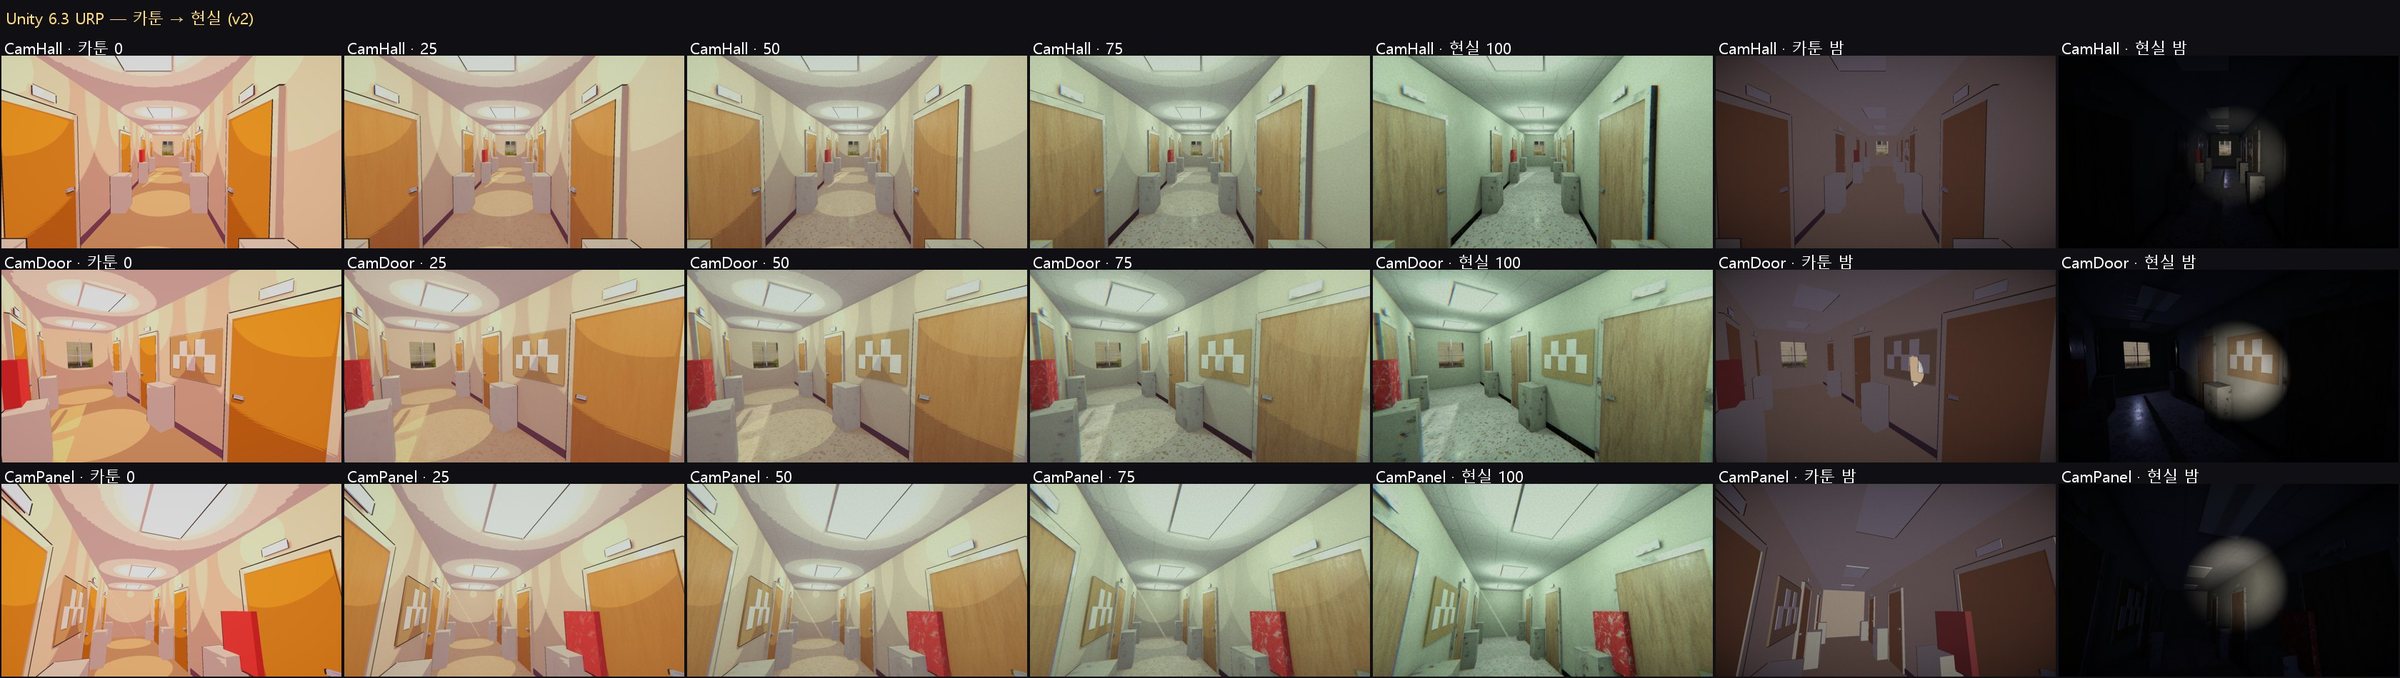 Unity 6.3 URP — 카툰 → 현실 (v2)
CamHall · 카툰 0
CamHall · 25
CamHall · 50
CamHall · 75
CamHall · 현실 100
CamHall · 카툰 밤
CamHall · 현실 밤
CamDoor · 카툰 0
CamDoor · 25
CamDoor · 50
CamDoor · 75
CamDoor · 현실 100
CamDoor · 카툰 밤
CamDoor · 현실 밤
CamPanel · 카툰 0
CamPanel · 25
CamPanel · 50
CamPanel · 75
CamPanel · 현실 100
CamPanel · 카툰 밤
CamPanel · 현실 밤